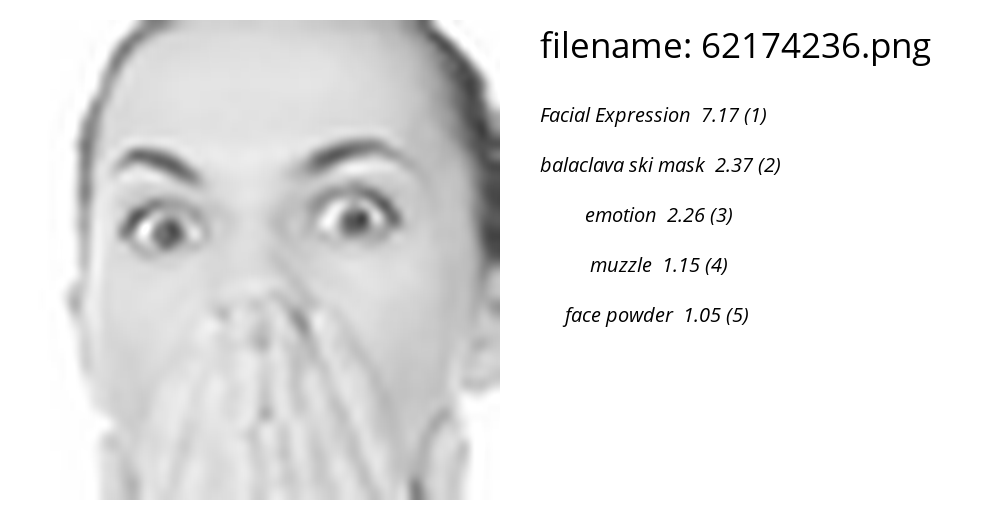 filename: 62174236.png
Facial Expression 7.17 (1)
balaclava ski mask 2.37 (2)
emotion 2.26 (3)
muzzle 1.15 (4)
face powder 1.05 (5)